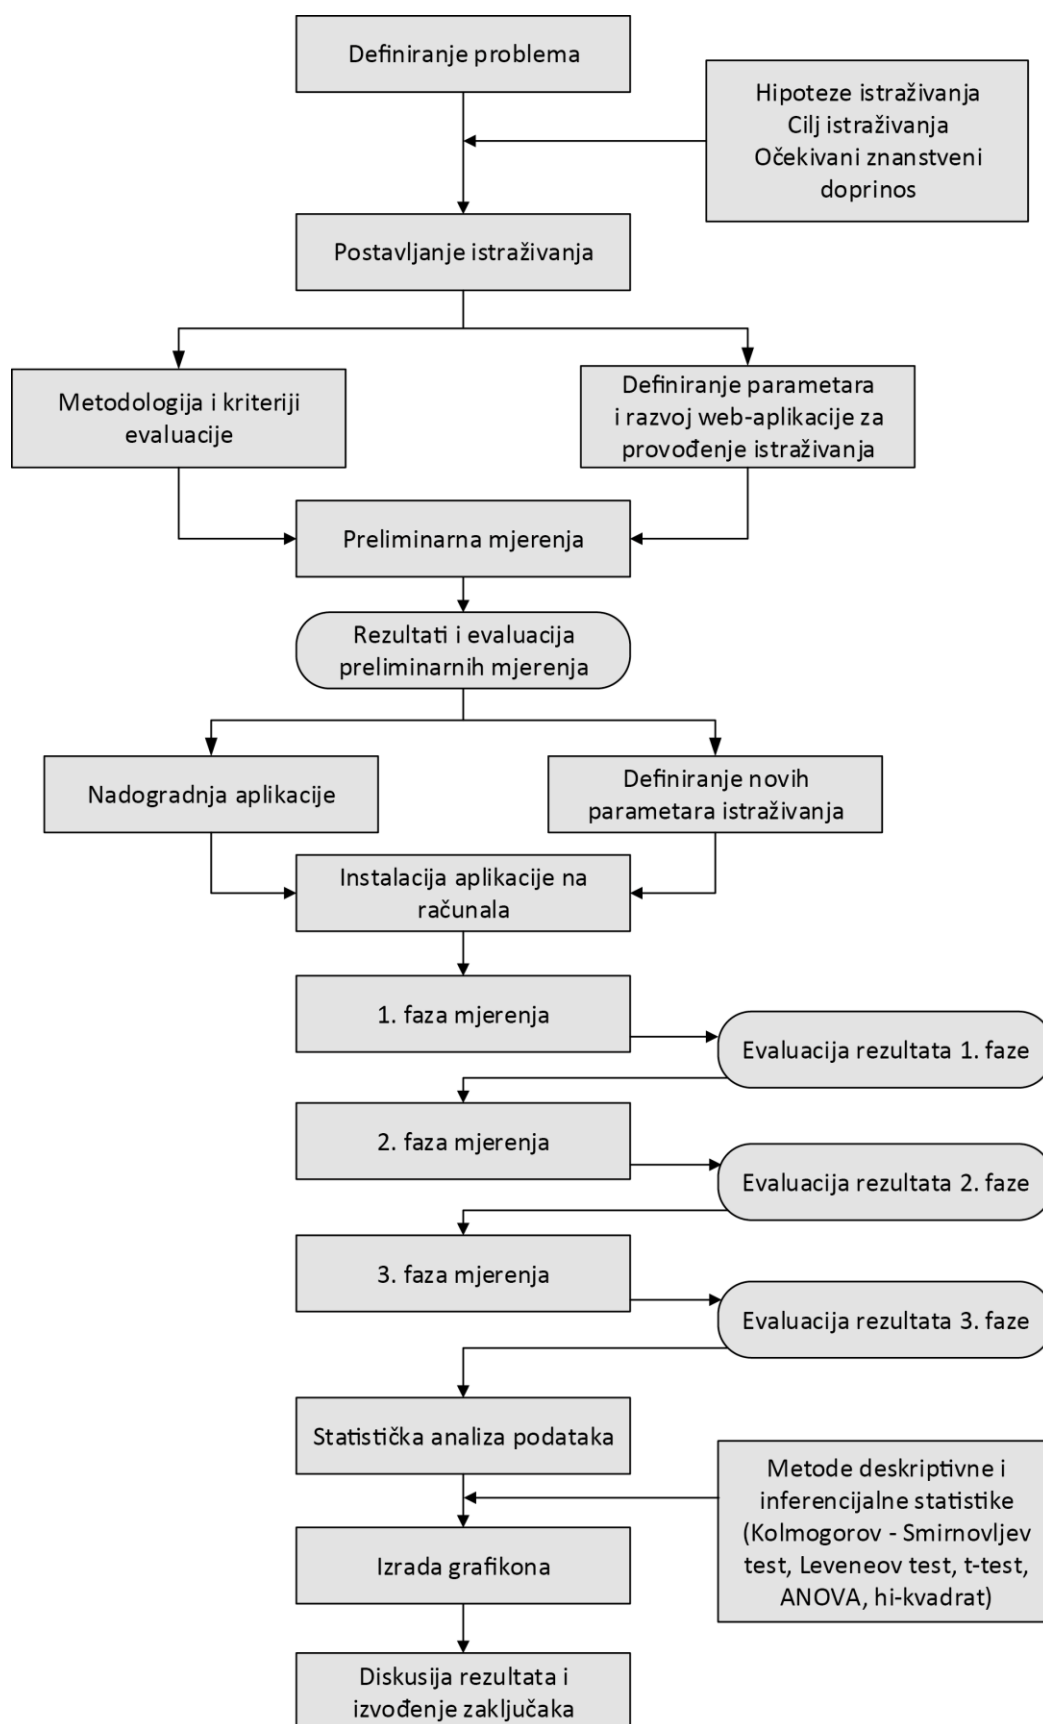 Definiranje problema
Hipoteze istraživanja
Cilj istraživanja
Očekivani znanstveni
doprinos
Postavljanje istraživanja
Metodologija i kriteriji
evaluacije
Definiranje parametara
i razvoj web-aplikacije za
provođenje istraživanja
Preliminarna mjerenja
Rezultati i evaluacija
preliminarnih mjerenja
Nadogradnja aplikacije
Definiranje novih
parametara istraživanja
Instalacija aplikacije na
računala
1. faza mjerenja
Evaluacija rezultata 1. faze
2. faza mjerenja
Evaluacija rezultata 2. faze
3. faza mjerenja
Evaluacija rezultata 3. faze
Statistička analiza podataka
Metode deskriptivne i
inferencijalne statistike
(Kolmogorov - Smirnovljev
test, Leveneov test, t-test,
ANOVA, hi-kvadrat)
Izrada grafikona
Diskusija rezultata i
izvođenje zaključaka